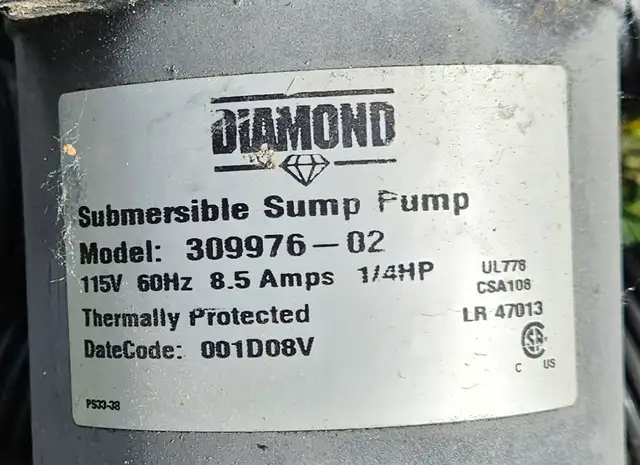 DIAMOND
Submersible Sump Pump
Model: 309976-02
115V 60Hz 8.5 Amps 1/4HP
UL778
CSA108
Thermally Protected
LR 47013
DateCode: 001D08V
SA
C US
PS33-38